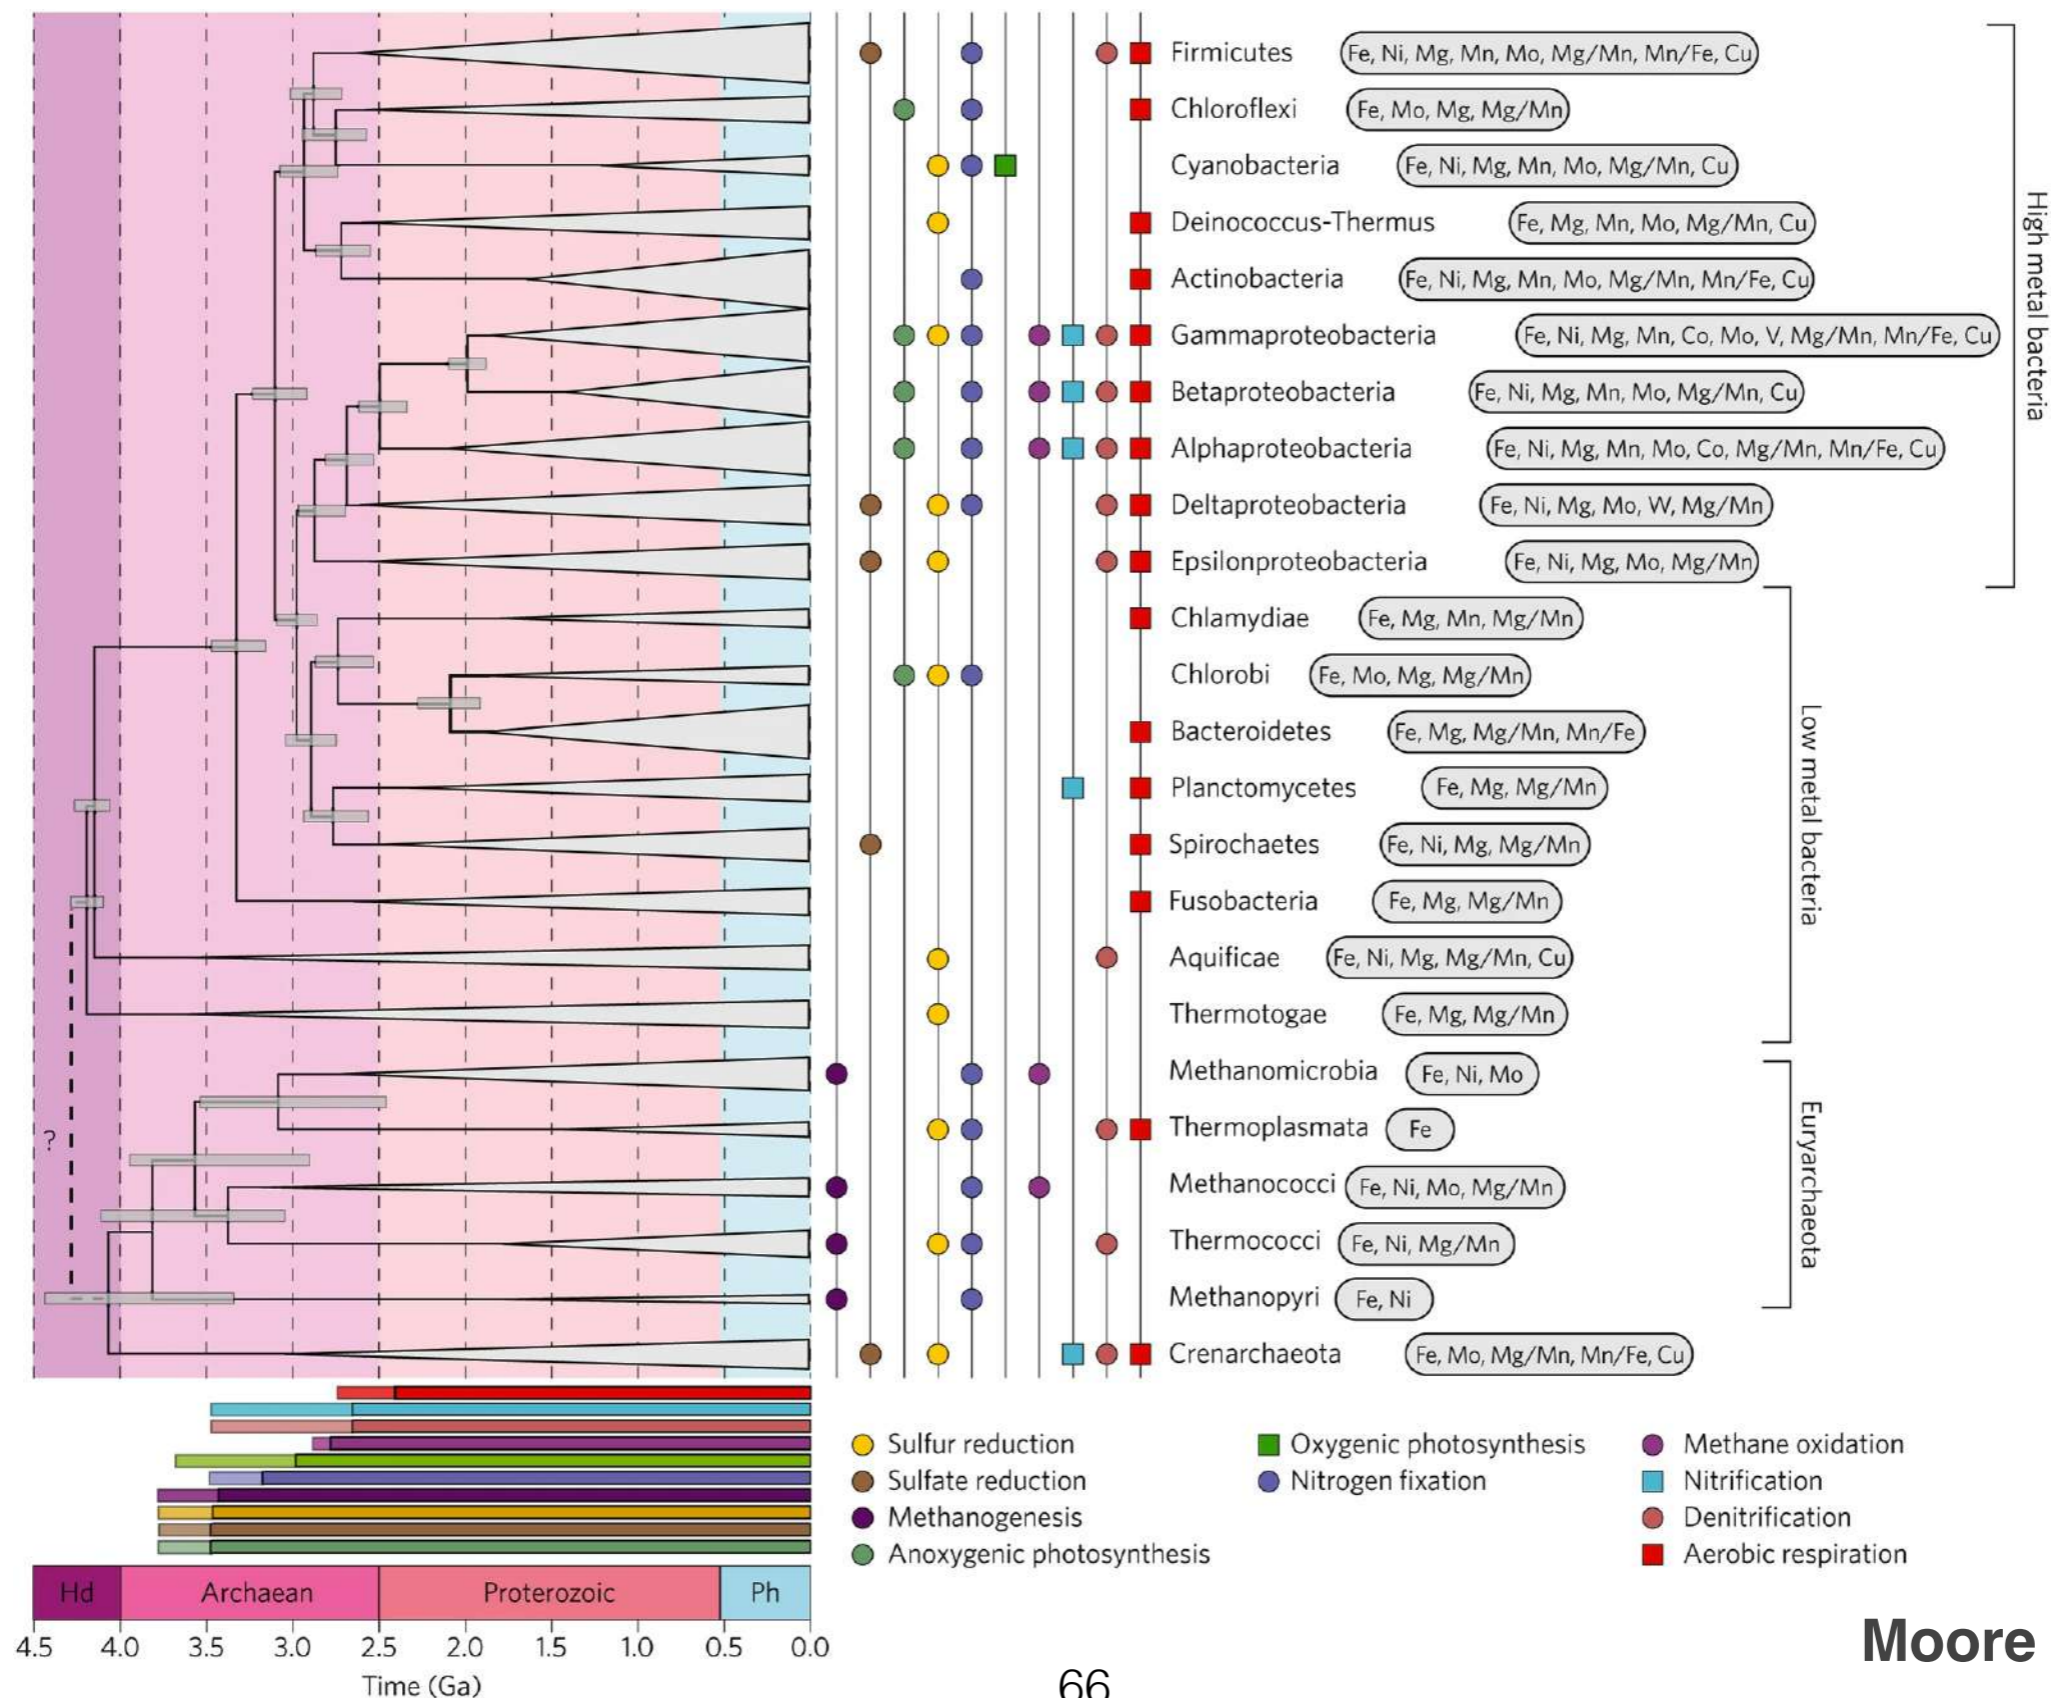 Firmicutes Fe, Ni, Mg, Mn, Mo, Mg/Mn, Mn/Fe, Cu
Chloroflexi Fe, Mo, Mg, Mg/Mn
Cyanobacteria Fe, Ni, Mg, Mn, Mo, Mg/Mn, Cu
Deinococcus-Thermus Fe, Mg, Mn, Mo, Mg/Mn, Cu
Actinobacteria Fe, Ni, Mg, Mn, Mo, Mg/Mn, Mn/Fe, Cu
Gammaproteobacteria Fe, Ni, Mg, Mn, Co, Mo, V, Mg/Mn, Mn/Fe, Cu
Betaproteobacteria Fe, Ni, Mg, Mn, Mo, Mg/Mn, Cu
Alphaproteobacteria Fe, Ni, Mg, Mn, Mo, Co, Mg/Mn, Mn/Fe, Cu
Deltaproteobacteria Fe, Ni, Mg, Mo, W, Mg/Mn
Epsilonproteobacteria Fe, Ni, Mg, Mo, Mg/Mn
High metal bacteria
Chlamydiae Fe, Mg, Mn, Mg/Mn
Chlorobi Fe, Mo, Mg, Mg/Mn
Bacteroidetes Fe, Mg, Mg/Mn, Mn/Fe
Planctomycetes Fe, Mg, Mg/Mn
Spirochaetes Fe, Ni, Mg, Mg/Mn
Fusobacteria Fe, Mg, Mg/Mn
Aquificae Fe, Ni, Mg, Mg/Mn, Cu
Thermotogae Fe, Mg, Mg/Mn
Low metal bacteria
Methanomicrobia Fe, Ni, Mo
? Thermoplasmata Fe
Methanococci Fe, Ni, Mo, Mg/Mn
Thermococci Fe, Ni, Mg/Mn
Methanopyri Fe, Ni
Euryarchaeota
Crenarchaeota Fe, Mo, Mg/Mn, Mn/Fe, Cu
Sulfur reduction Oxygenic photosynthesis Methane oxidation
Sulfate reduction Nitrogen fixation Nitrification
Methanogenesis Denitrification
Anoxygenic photosynthesis Aerobic respiration
Hd Archaean Proterozoic Ph
4.5 4.0 3.5 3.0 2.5 2.0 1.5 1.0 0.5 0.0
Time (Ga)
Moore
66